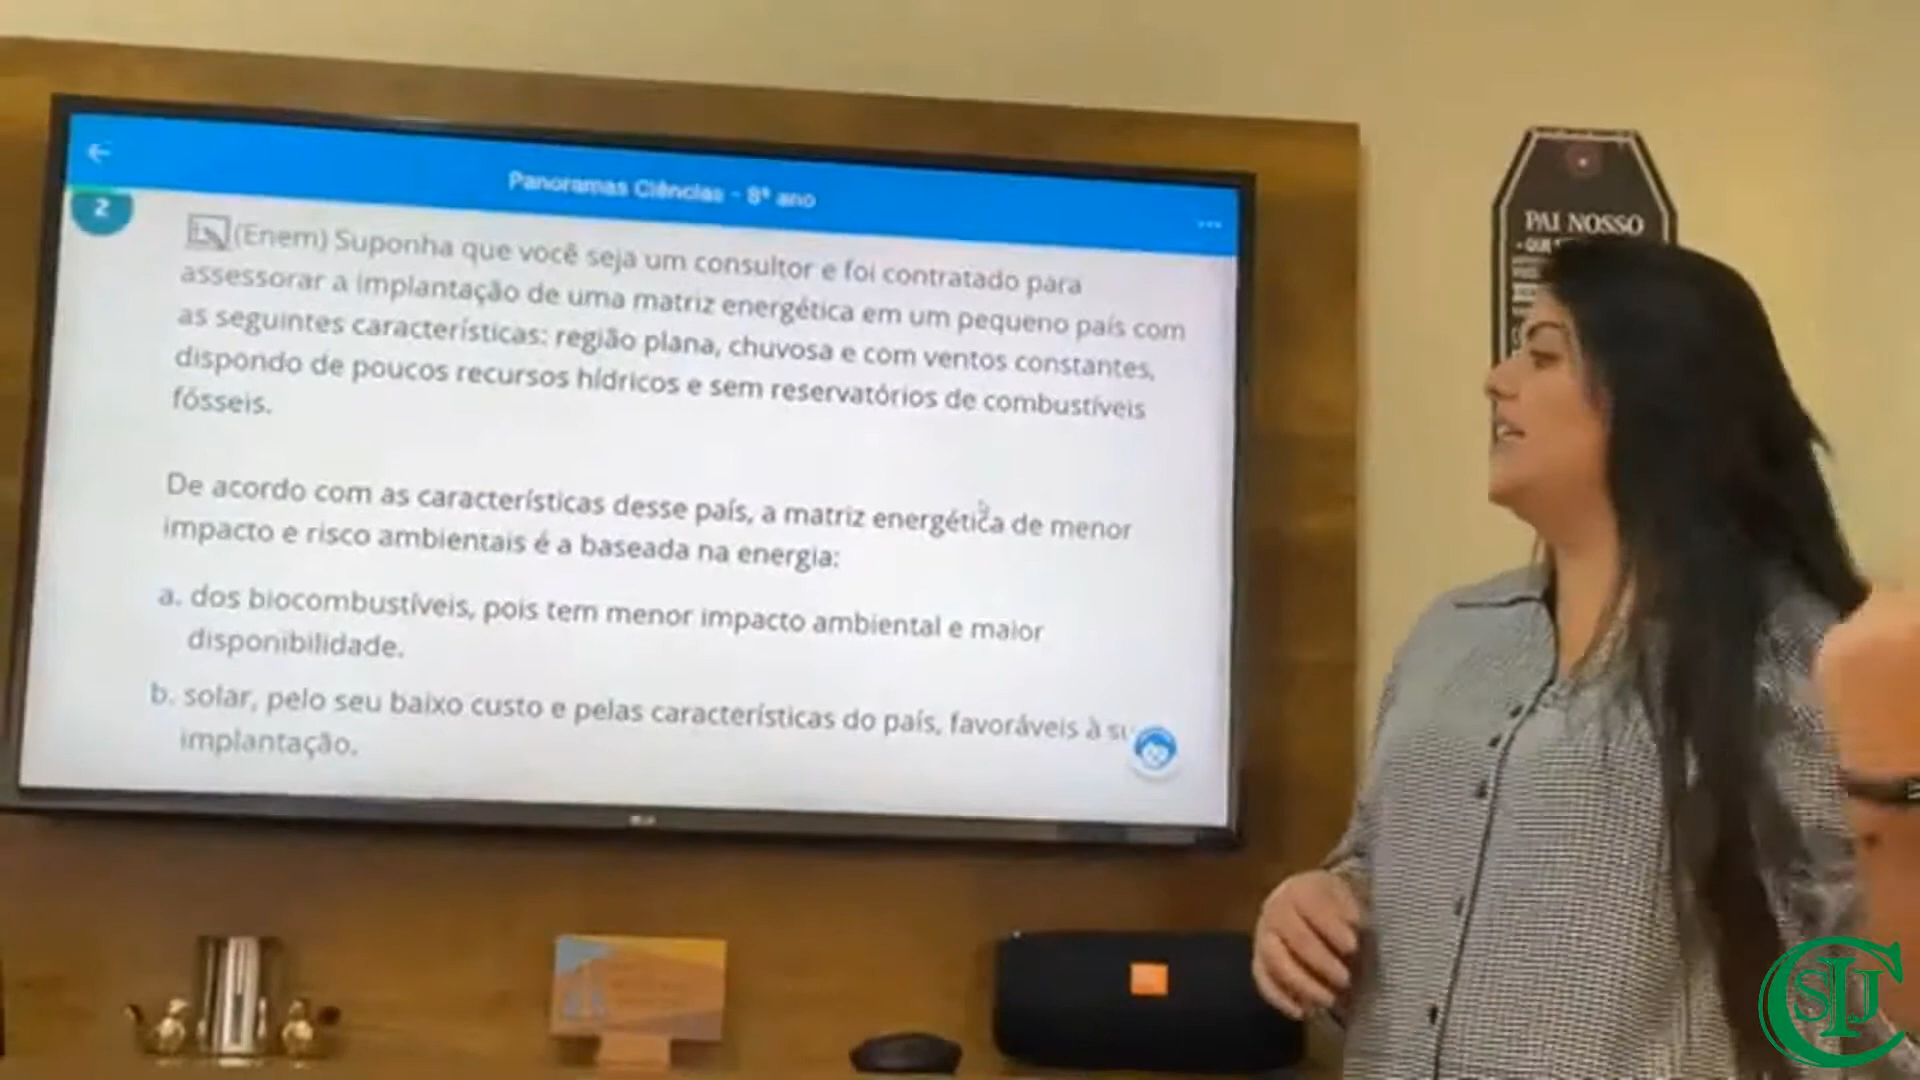 Panoramas Ciências - 8º ano
2
(Enem) Suponha que você seja um consultor e foi contratado para
assessorar a implantação de uma matriz energética em um pequeno país com
as seguintes características: região plana, chuvosa e com ventos constantes,
dispondo de poucos recursos hídricos e sem reservatórios de combustíveis
fósseis.
De acordo com as características desse país, a matriz energética de menor
impacto e risco ambientais é a baseada na energia:
a. dos biocombustíveis, pois tem menor impacto ambiental e maior
disponibilidade.
b. solar, pelo seu baixo custo e pelas características do país, favoráveis à su
implantação.
PAI NOSSO